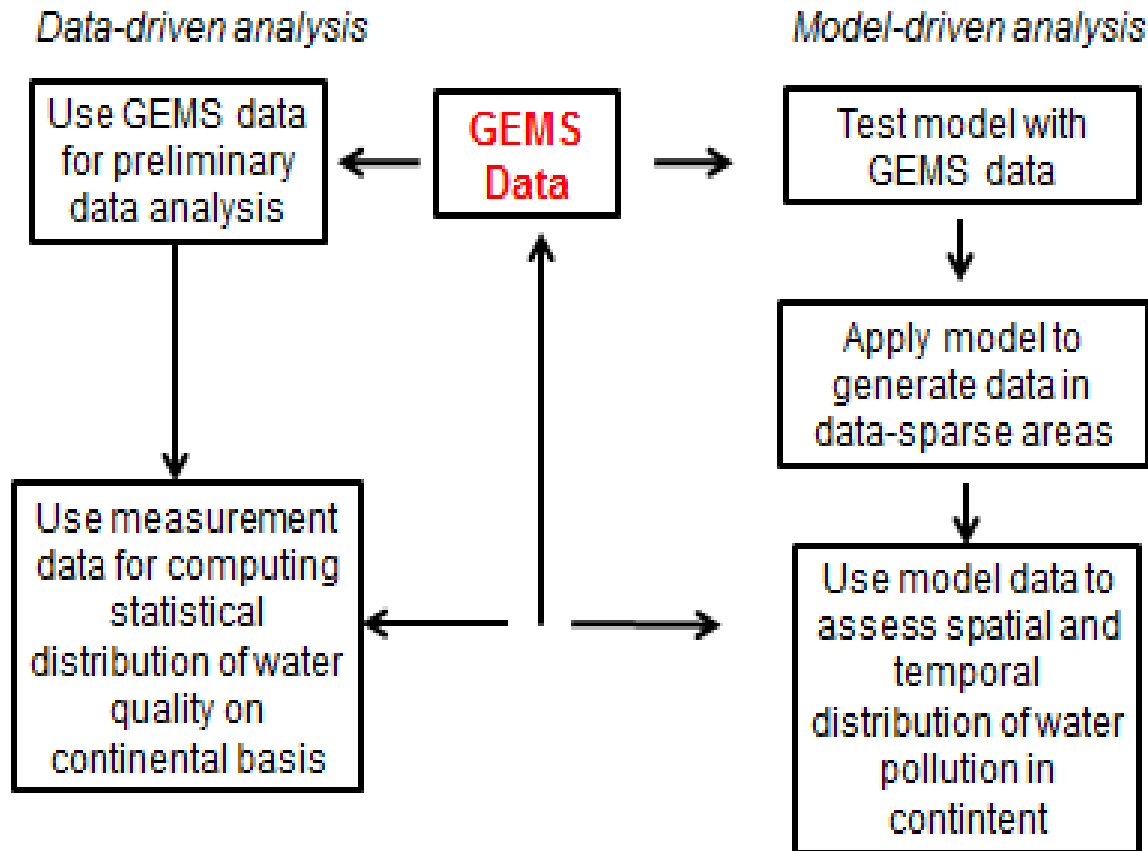 Data-driven analysis
Model-driven analysis
Use GEMS data
for preliminary
data analysis
GEMS
Data
Test model with
GEMS data
Apply model to
generate data in
data-sparse areas
Use measurement
data for computing
statistical
distribution of water
quality on
continental basis
Use model data to
assess spatial and
temporal
distribution of water
pollution in
contintent